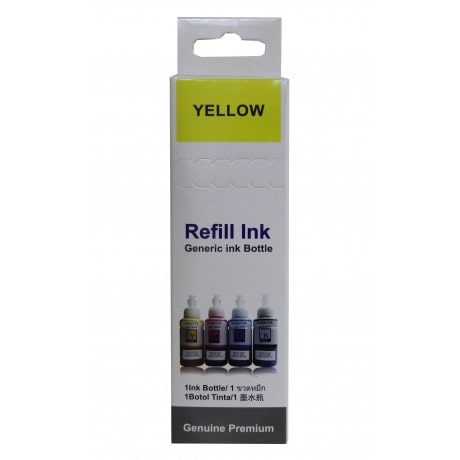 YELLOW
Refill Ink
Generic ink Bottle
1Ink Bottle/ 1 ขวดหมึก
1Botol Tinta/1 墨水瓶
Genuine Premium